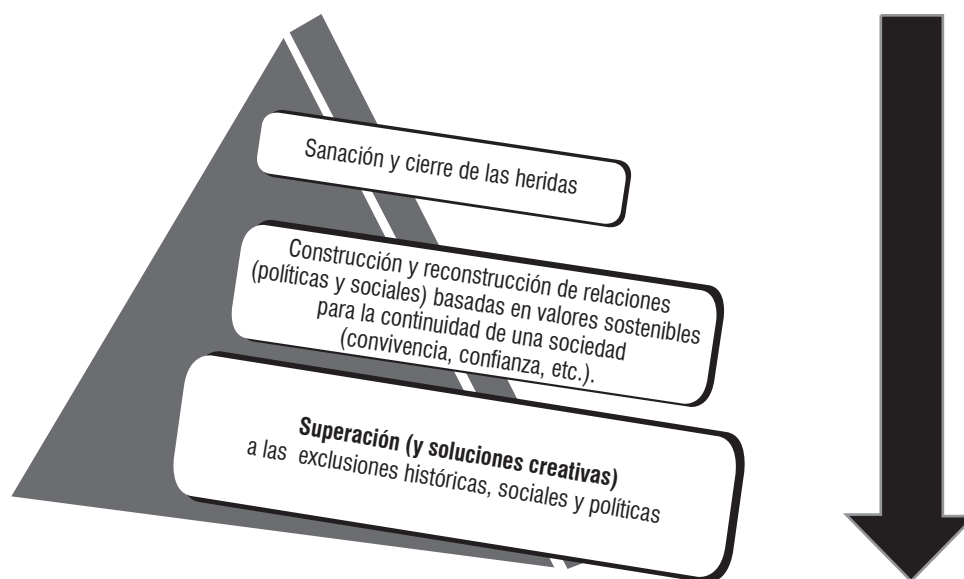 Sanación y cierre de las heridas
Construcción y reconstrucción de relaciones
(políticas y sociales) basadas en valores sostenibles
para la continuidad de una sociedad
(convivencia, confianza, etc.).
Superación (y soluciones creativas)
a las exclusiones históricas, sociales y políticas